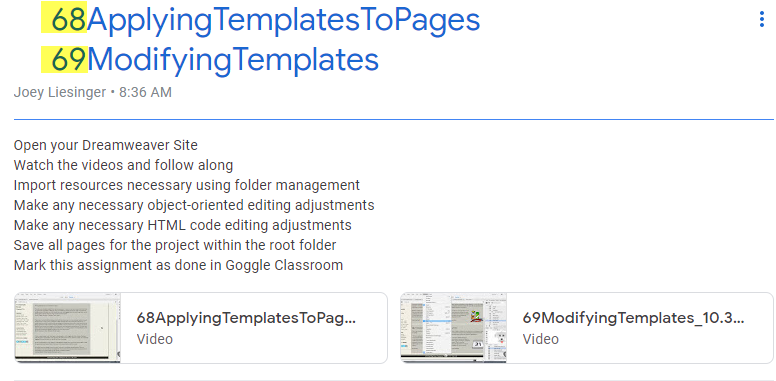 68ApplyingTemplatesToPages
69ModifyingTemplates
Joey Liesinger • 8:36 AM
Open your Dreamweaver Site
Watch the videos and follow along
Import resources necessary using folder management
Make any necessary object-oriented editing adjustments
Make any necessary HTML code editing adjustments
Save all pages for the project within the root folder
Mark this assignment as done in Goggle Classroom
68ApplyingTemplatesToPag...
Video
69ModifyingTemplates_10.3...
Video